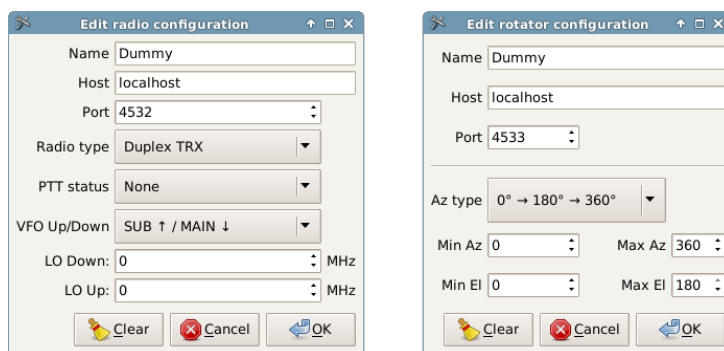 Edit radio configuration
Name Dummy
Host localhost
Port 4532
Radio type Duplex TRX
PTT status None
VFO Up/Down SUB ↑ / MAIN ↓
LO Down: 0 MHz
LO Up: 0 MHz
Clear Cancel OK
Edit rotator configuration
Name Dummy
Host localhost
Port 4533
Az type 0° → 180° → 360°
Min Az 0 Max Az 360
Min El 0 Max El 180
Clear Cancel OK